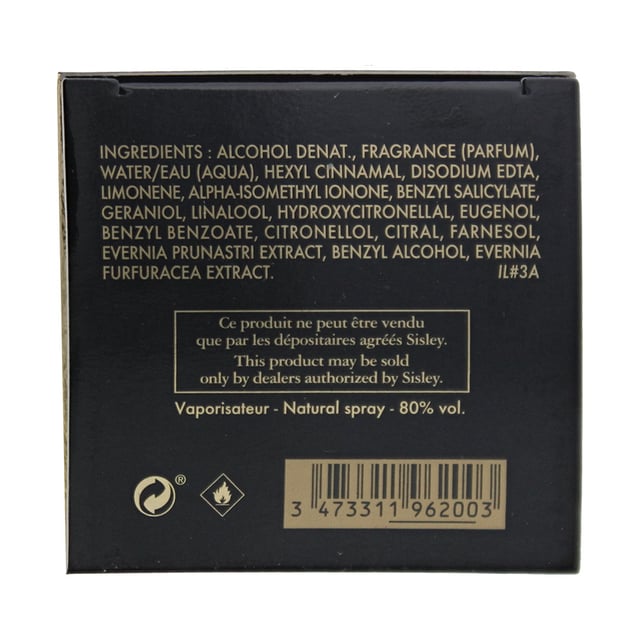 INGREDIENTS : ALCOHOL DENAT., FRAGRANCE (PARFUM),
WATER/EAU (AQUA), HEXYL CINNAMAL, DISODIUM EDTA,
LIMONENE, ALPHA-ISOMETHYL IONONE, BENZYL SALICYLATE,
GERANIOL, LINALOOL, HYDROXYCITRONELLAL, EUGENOL,
BENZYL BENZOATE, CITRONELLOL, CITRAL, FARNESOL,
EVERNIA PRUNASTRI EXTRACT, BENZYL ALCOHOL, EVERNIA
FURFURACEA EXTRACT. IL#3A
Ce produit ne peut être vendu
que par les dépositaires agréés Sisley.
This product may be sold
only by dealers authorized by Sisley.
Vaporisateur - Natural spray - 80% vol.
®
3 473311 962003